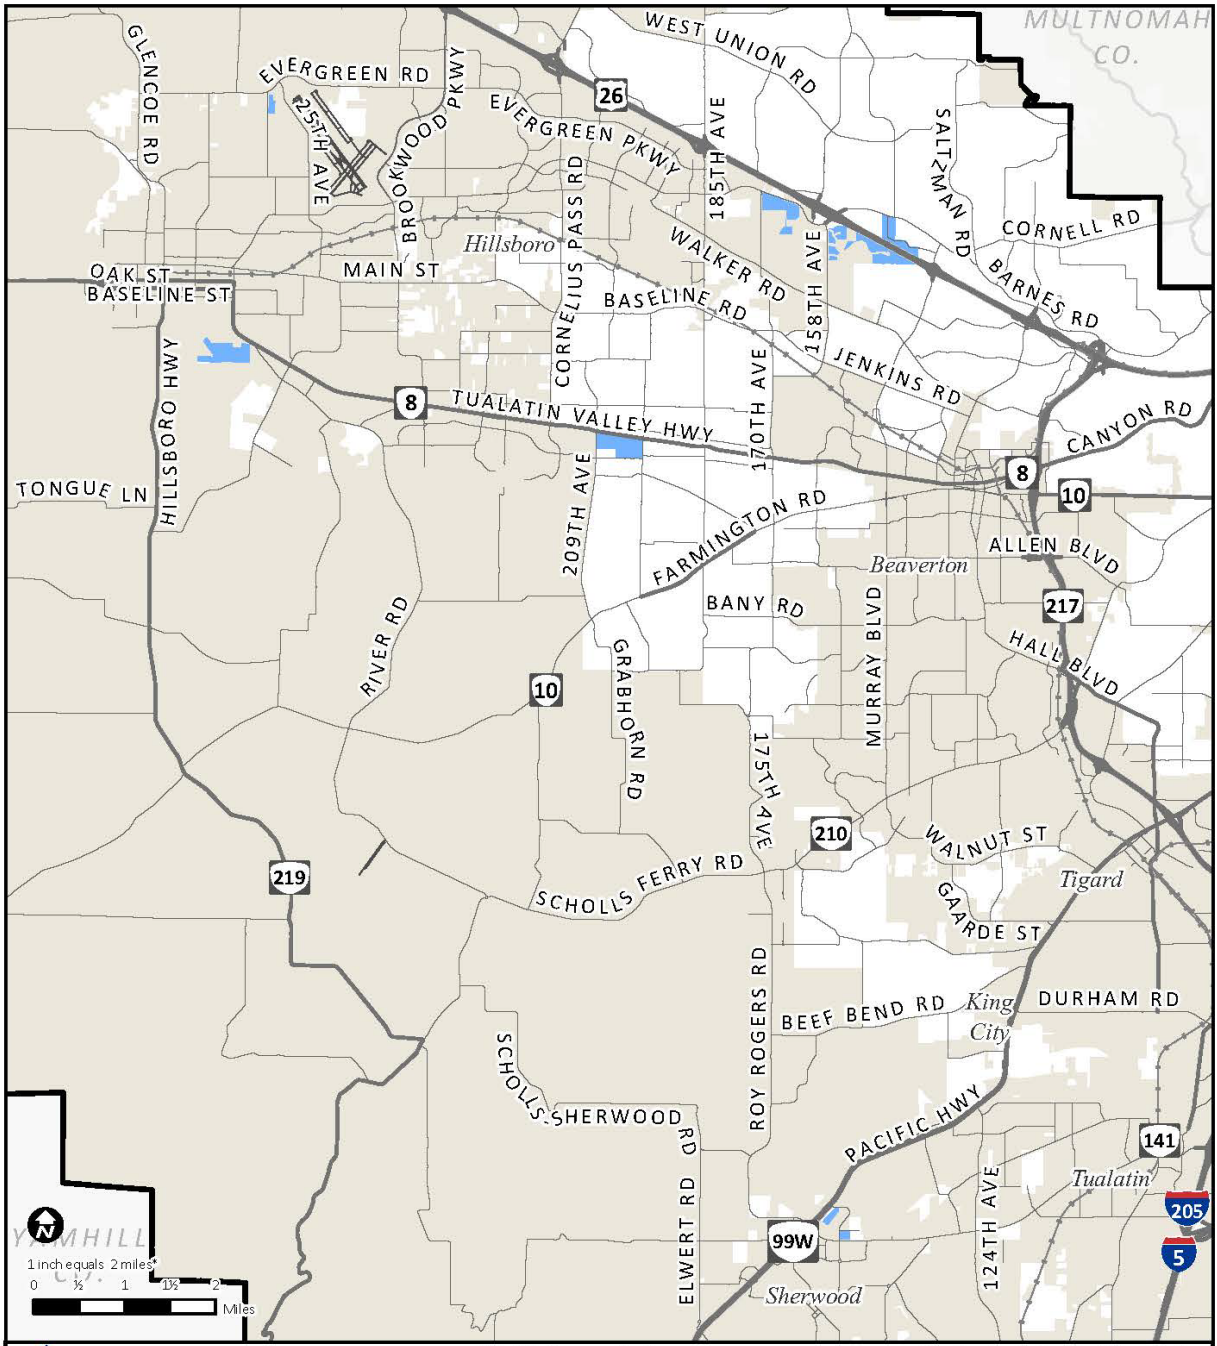 MULTNOMAH
CO.
WEST UNION RD
GLENCOE RD
EVERGREEN RD
BROOKWOOD PKWY
26
25TH AVE
EVERGREEN PKWY
185TH AVE
SALTZMAN RD
CORNELIUS PASS RD
CORNELL RD
Hillsboro
WALKER RD
158TH AVE
BARNES RD
OAK ST
MAIN ST
BASELINE ST
BASELINE RD
HILLSBORO HWY
170TH AVE
JENKINS RD
8
TUALATIN VALLEY HWY
CANYON RD
8
TONGUE LN
209TH AVE
10
FARMINGTON RD
ALLEN BLVD
Beaverton
BANY RD
217
RIVER RD
MURRAY BLVD
HALL BLVD
10
GRABHORN RD
175TH AVE
210
WALNUT ST
219
SCHOLLS FERRY RD
Tigard
GAARDE ST
ROY ROGERS RD
BEEF BEND RD
King
City
DURHAM RD
SCHOLLS-SHERWOOD RD
PACIFIC HWY
141
Tualatin
124TH AVE
ELWERT RD
205
N
YAMHILL
CO.
99W
5
1 inch equals 2 miles*
0 ½ 1 1½ 2
Miles
Sherwood